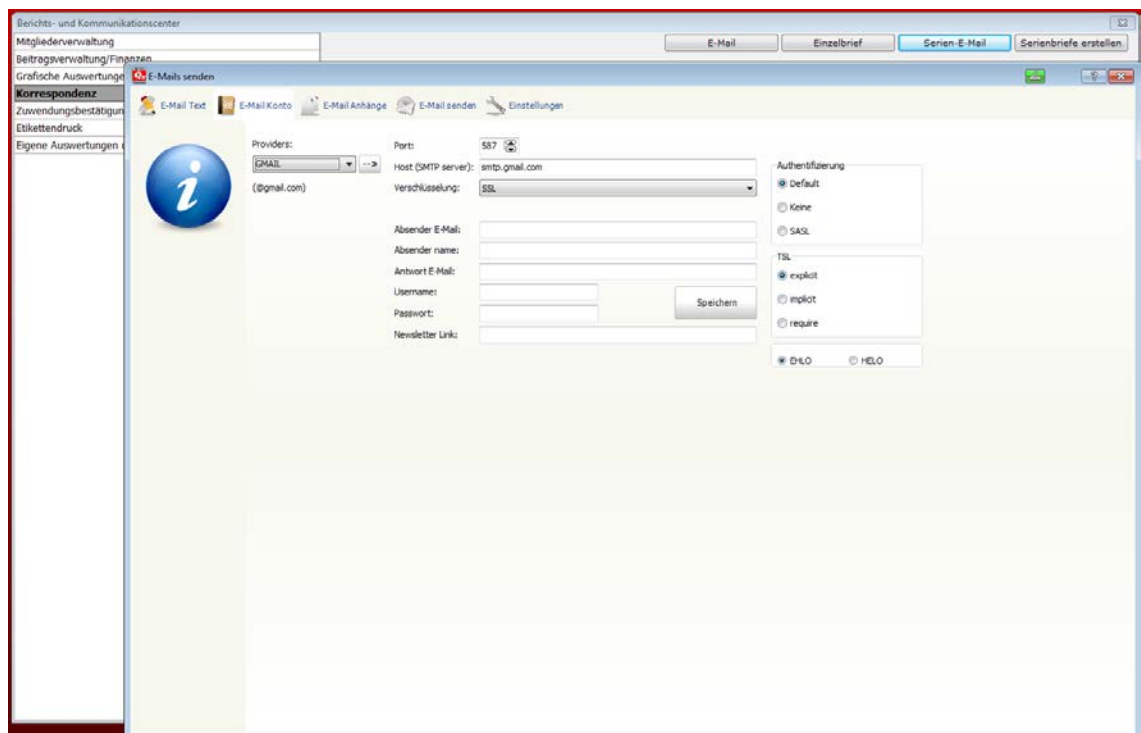 Berichts- und Kommunikationscenter
Mitgliederverwaltung
E-Mail
Einzelbrief
Serien-E-Mail
Serienbriefe erstellen
Beitragsverwaltung/Finanzen
Grafische Auswertunge
E-Mails senden
Korrespondenz
Zuwendungsbestätigun
Etikettendruck
Eigene Auswertungen
E-Mail Text
E-Mail Konto
E-Mail Anhänge
E-Mail senden
Einstellungen
Providers:
GMAIL
-->
(@gmail.com)
Port: 587
Host (SMTP server): smtp.gmail.com
Verschlüsselung: SSL
Absender E-Mail:
Absender name:
Antwort E-Mail:
Username:
Passwort:
Speichern
Newsletter Link:
Authentifizierung
Default
Keine
SASL
TSL
explicit
implicit
require
EHLO
HELO